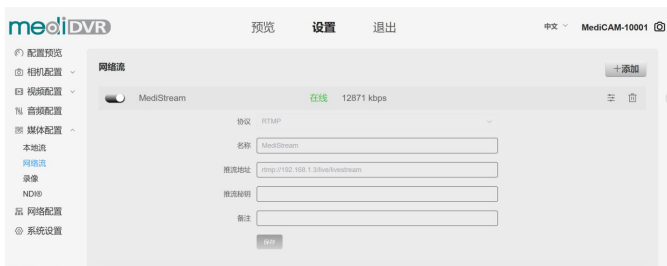 mediDVR 预览 设置 退出 中文 MediCAM-10001
配置预览
相机配置
视频配置
音频配置
媒体配置
本地流
网络流
录像
NDI®
网络配置
系统设置
网络流 +添加
MediStream 在线 12871 kbps
协议 RTMP
名称 MediStream
推流地址 rtmp://192.168.1.3/live/livestream
推流秘钥
备注
保存